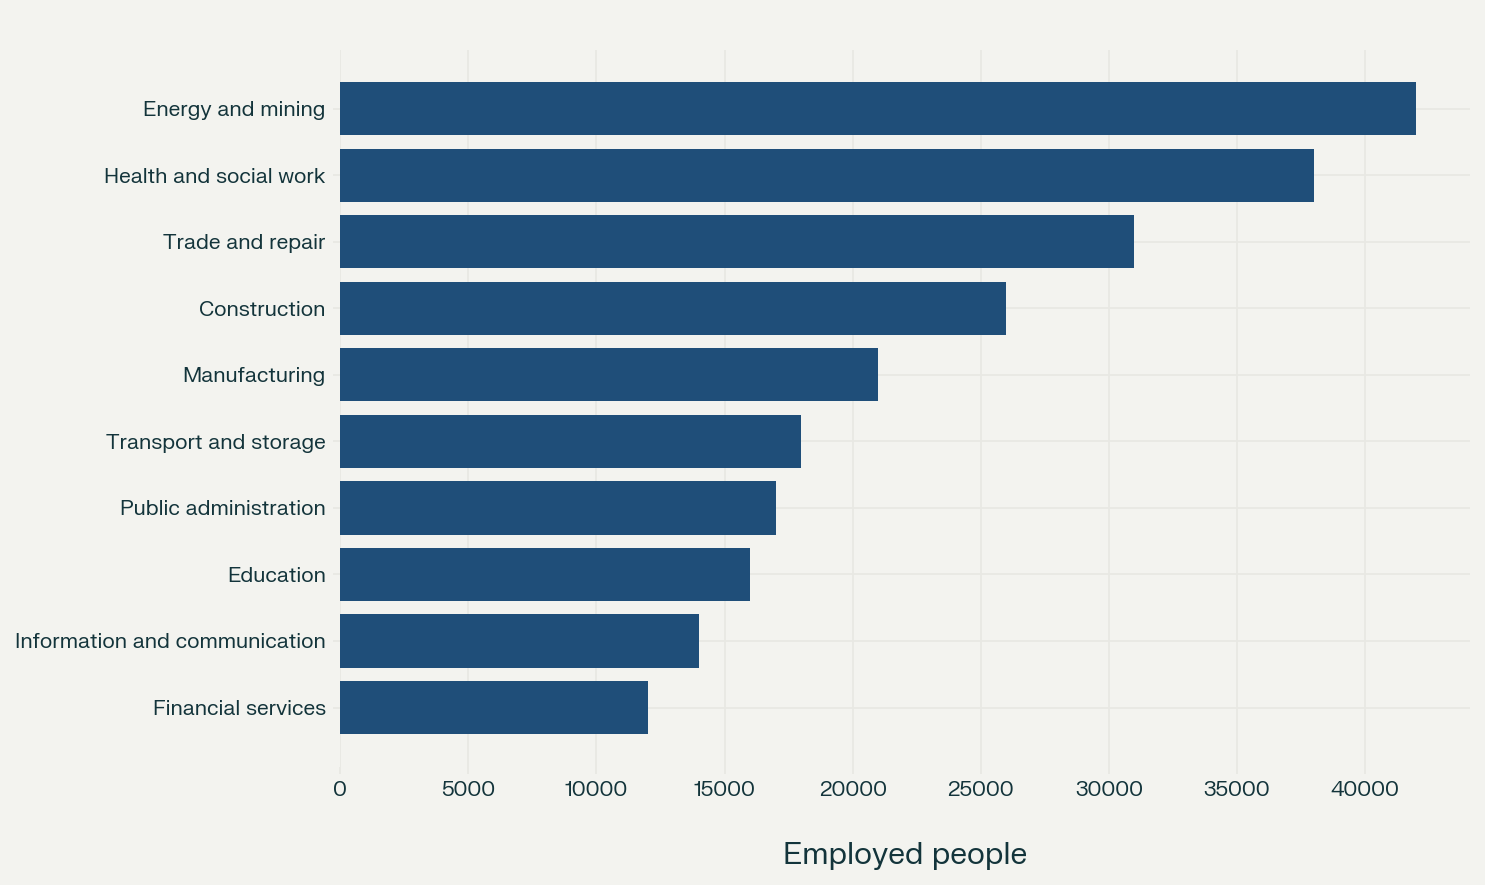 Energy and mining
Health and social work
Trade and repair
Construction
Manufacturing
Transport and storage
Public administration
Education
Information and communication
Financial services
0 5000 10000 15000 20000 25000 30000 35000 40000
Employed people